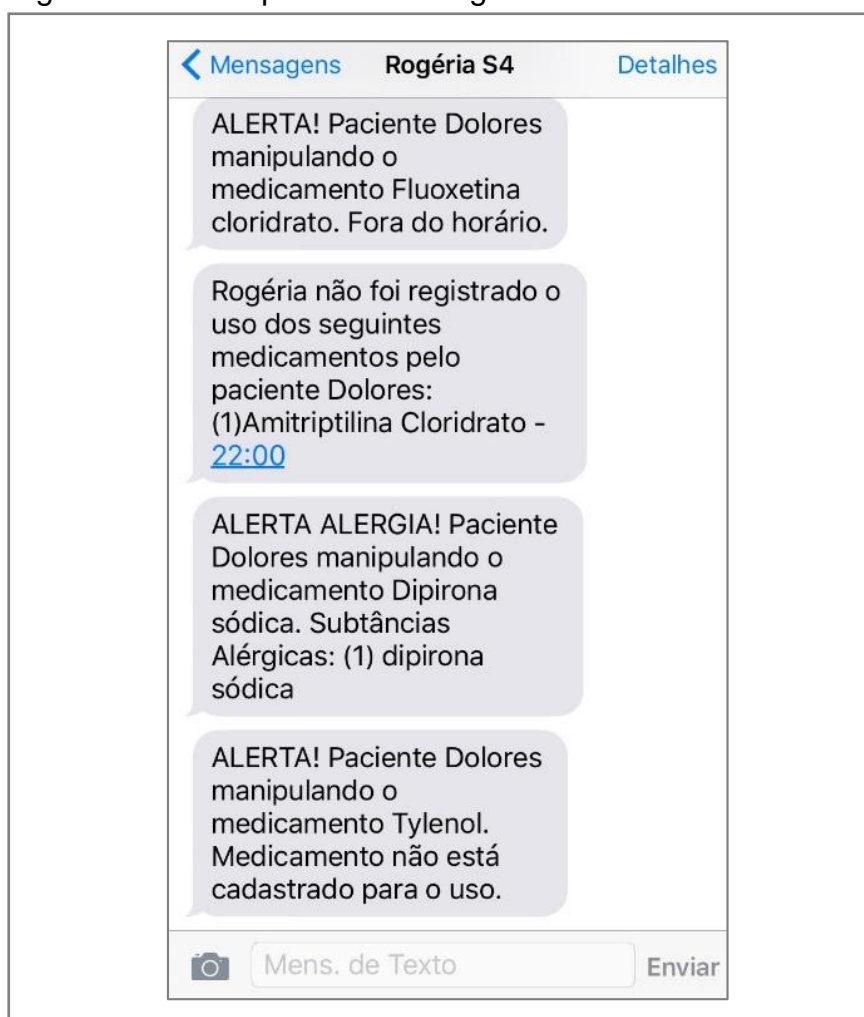 Mensagens Rogéria S4 Detalhes
ALERTA! Paciente Dolores
manipulando o
medicamento Fluoxetina
cloridrato. Fora do horário.
Rogéria não foi registrado o
uso dos seguintes
medicamentos pelo
paciente Dolores:
(1)Amitriptilina Cloridrato -
22:00
ALERTA ALERGIA! Paciente
Dolores manipulando o
medicamento Dipirona
sódica. Subtâncias
Alérgicas: (1) dipirona
sódica
ALERTA! Paciente Dolores
manipulando o
medicamento Tylenol.
Medicamento não está
cadastrado para o uso.
Mens. de Texto Enviar